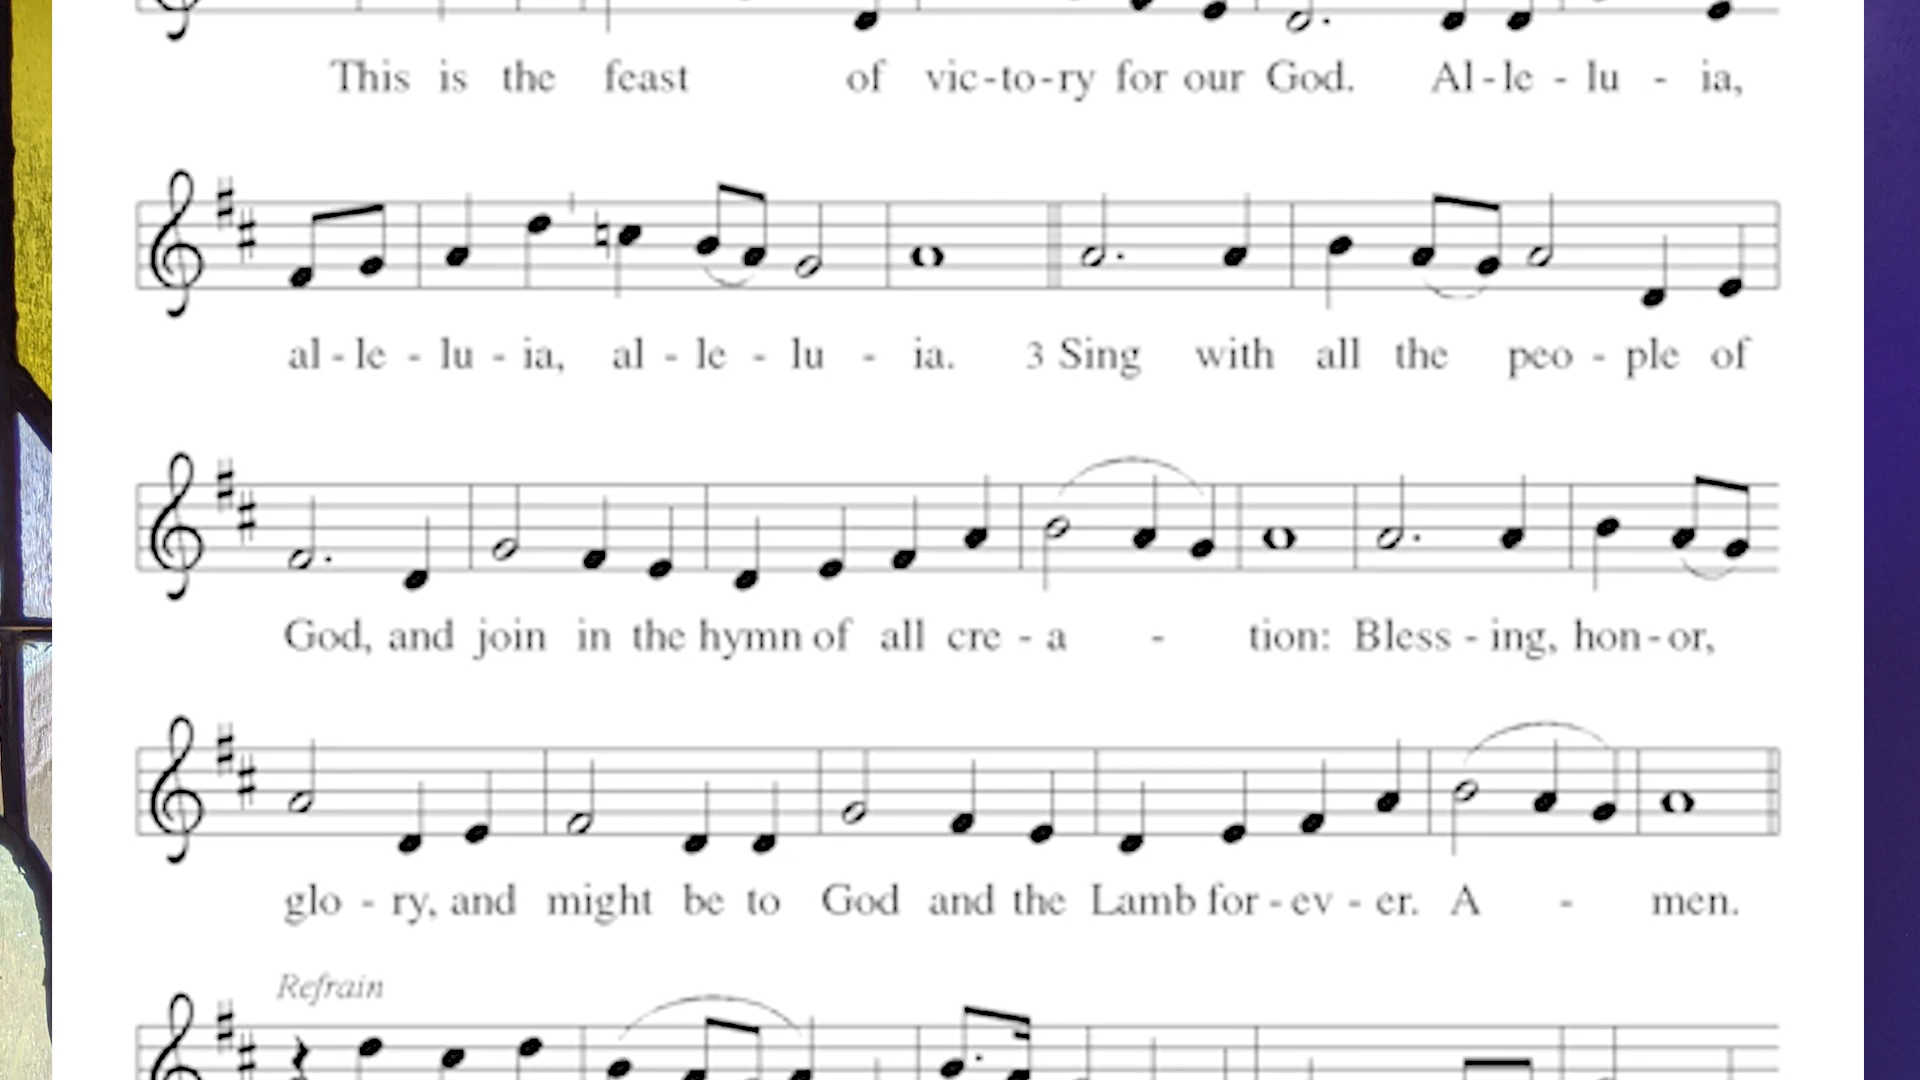 This is the feast of vic-to-ry for our God. Al-le - lu - ia,
al-le - lu - ia, al - le - lu - ia. 3 Sing with all the peo - ple of
God, and join in the hymn of all cre - a - tion: Bless - ing, hon-or,
glo - ry, and might be to God and the Lamb for-ev - er. A - men.
Refrain